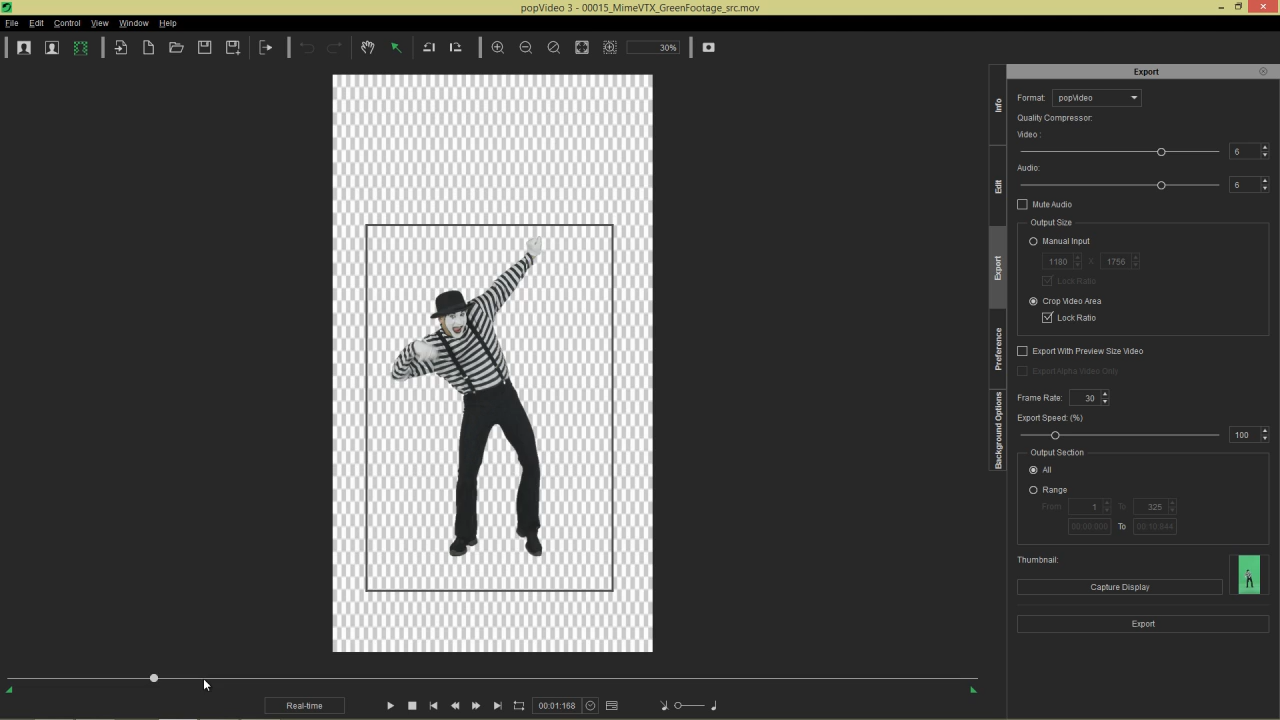 popVideo 3 - 00015_MimeVTX_GreenFootage_src.mov
File Edit Control View Window Help
30%
Export
Info
Edit
Export
Preference
Background Options
Format: popVideo
Quality Compressor:
Video :
6
Audio:
6
Mute Audio
Output Size
Manual Input
1180 X 1756
Lock Ratio
Crop Video Area
Lock Ratio
Export With Preview Size Video
Export Alpha Video Only
Frame Rate: 30
Export Speed: (%)
100
Output Section
All
Range
From 1 To 325
00:00:000 To 00:10:844
Thumbnail:
Capture Display
Export
Real-time
00:01:168